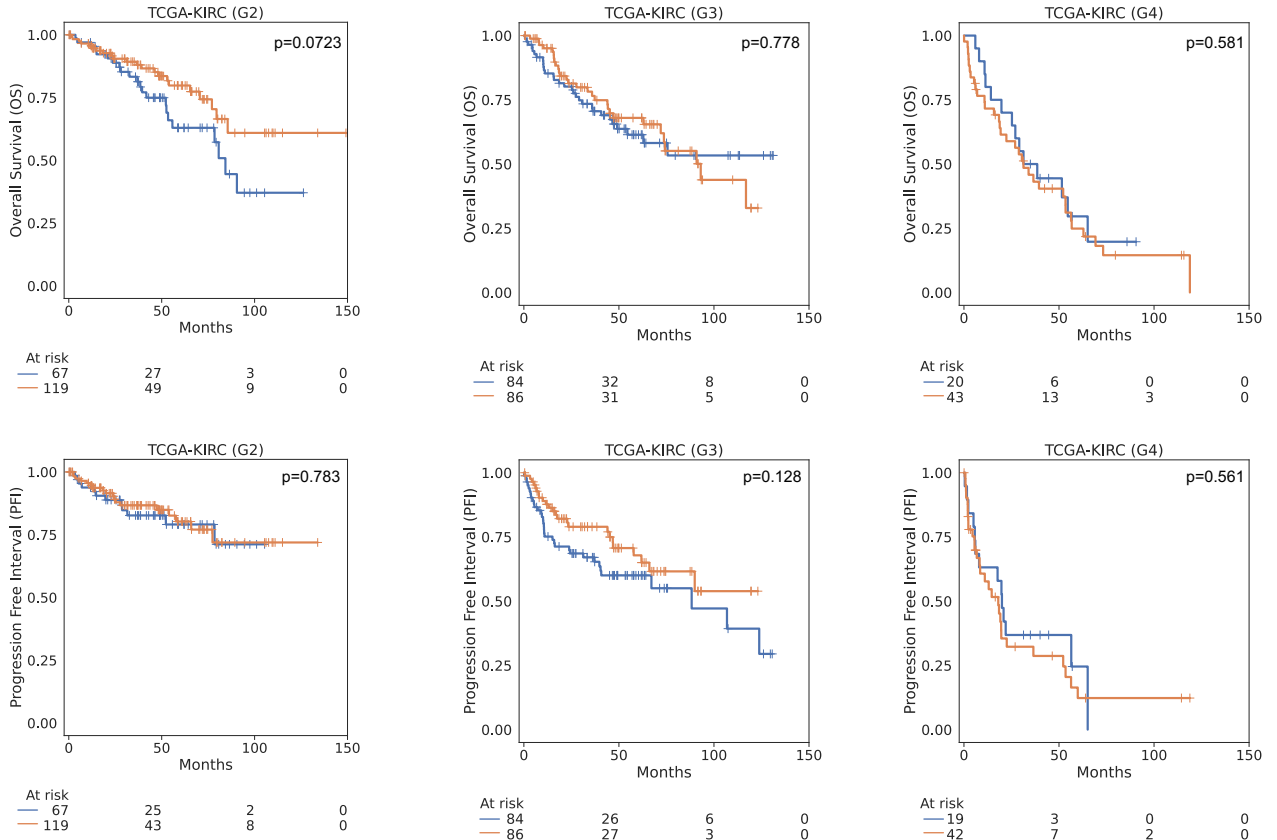 TCGA-KIRC (G2)
p=0.0723
1.00
0.75
0.50
0.25
0.00
Overall Survival (OS)
0 50 100 150
Months
At risk
67 27 3 0
119 49 9 0
TCGA-KIRC (G3)
p=0.778
1.00
0.75
0.50
0.25
0.00
Overall Survival (OS)
0 50 100 150
Months
At risk
84 32 8 0
86 31 5 0
TCGA-KIRC (G4)
p=0.581
1.00
0.75
0.50
0.25
0.00
Overall Survival (OS)
0 50 100 150
Months
At risk
20 6 0 0
43 13 3 0
TCGA-KIRC (G2)
p=0.783
1.00
0.75
0.50
0.25
0.00
Progression Free Interval (PFI)
0 50 100 150
Months
At risk
67 25 2 0
119 43 8 0
TCGA-KIRC (G3)
p=0.128
1.00
0.75
0.50
0.25
0.00
Progression Free Interval (PFI)
0 50 100 150
Months
At risk
84 26 6 0
86 27 3 0
TCGA-KIRC (G4)
p=0.561
1.00
0.75
0.50
0.25
0.00
Progression Free Interval (PFI)
0 50 100 150
Months
At risk
19 3 0 0
42 7 2 0